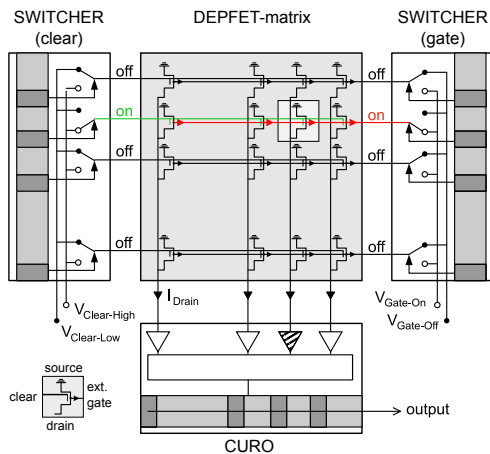 SWITCHER
(clear)
DEPFET-matrix
SWITCHER
(gate)
off
off
on
on
off
off
off
off
I Drain
V Clear-High
V Clear-Low
V Gate-On
V Gate-Off
source
clear
ext.
gate
drain
output
CURO